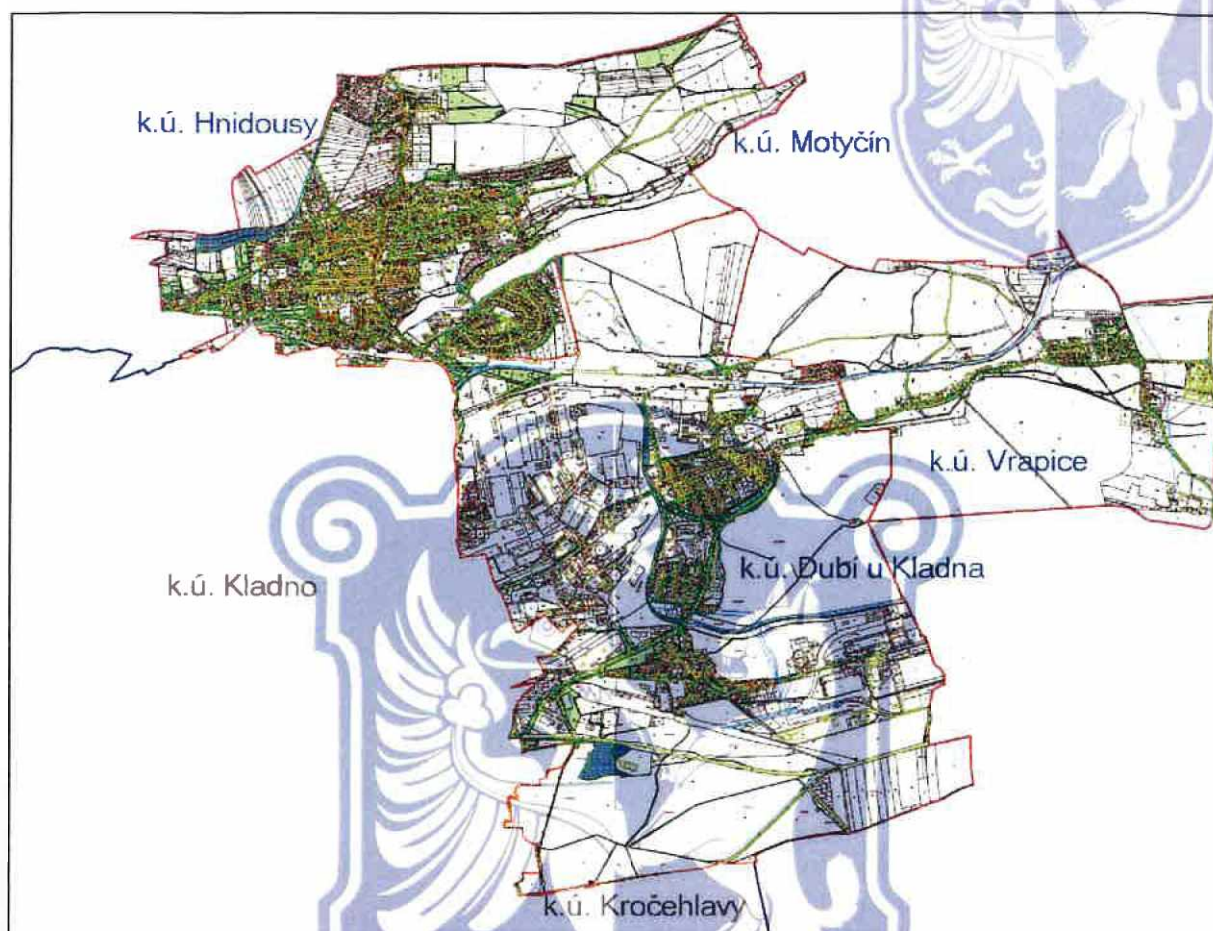 k.ú. Hnidousy
k.ú. Motyčín
k.ú. Vrapice
k.ú. Dubí u Kladna
k.ú. Kladno
k.ú. Kročehlavy